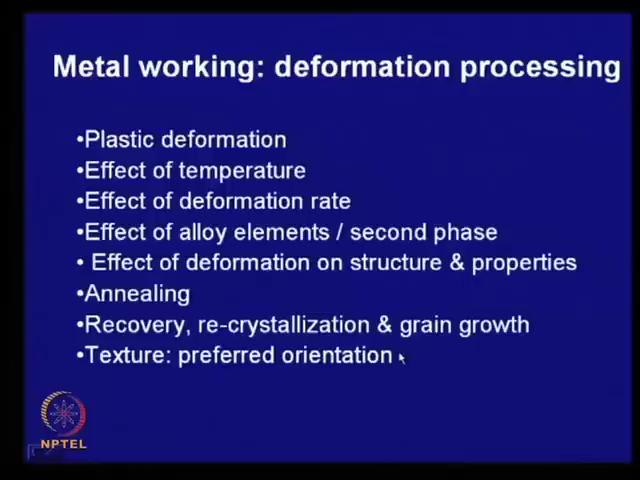 Metal working: deformation processing
•Plastic deformation
•Effect of temperature
•Effect of deformation rate
•Effect of alloy elements / second phase
• Effect of deformation on structure & properties
•Annealing
•Recovery, re-crystallization & grain growth
•Texture: preferred orientation
NPTEL